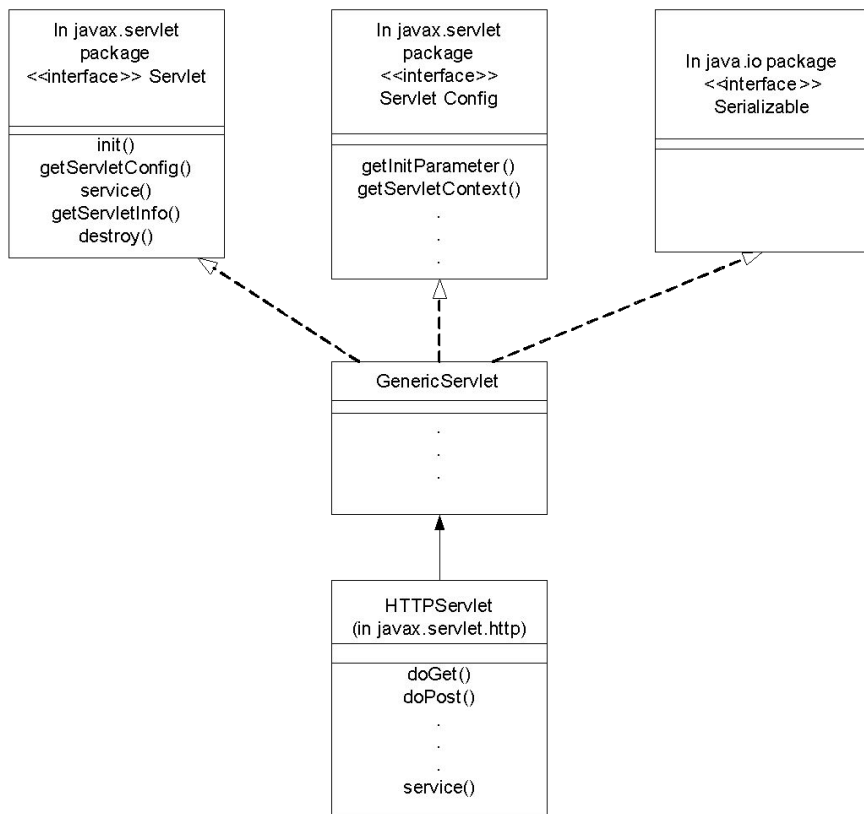 In javax.servlet
package
<<interface>> Servlet
init()
getServletConfig()
service()
getServletInfo()
destroy()
In javax.servlet
package
<<interface>>
Servlet Config
getInitParameter()
getServletContext()
.
.
.
In java.io package
<<interface>>
Serializable
GenericServlet
.
.
.
HTTPServlet
(in javax.servlet.http)
doGet()
doPost()
.
.
.
service()